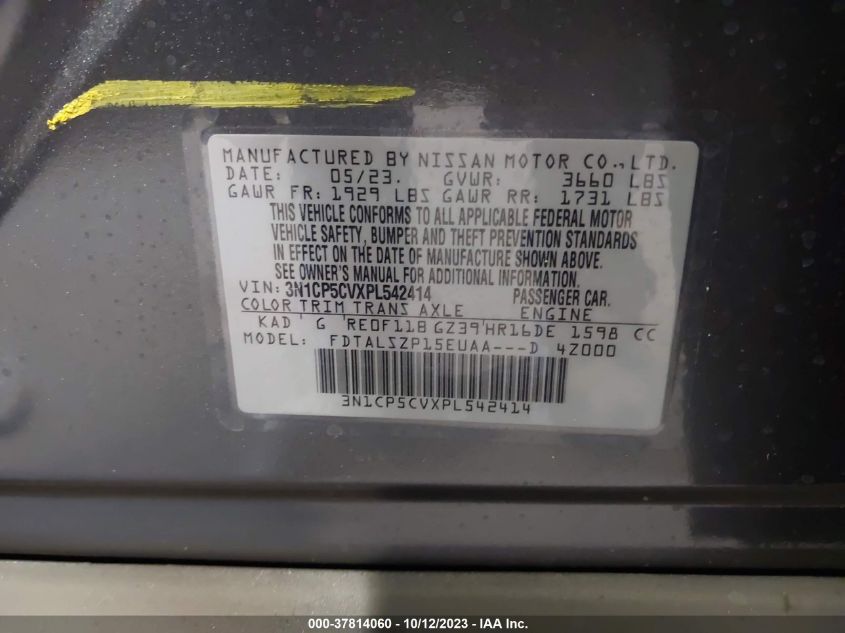 MANUFACTURED BY NISSAN MOTOR CO.,LTD.
DATE: 05/23. GVWR: 3660 LBS
GAWR FR: 1929 LBS GAWR RR: 1731 LBS
THIS VEHICLE CONFORMS TO ALL APPLICABLE FEDERAL MOTOR
VEHICLE SAFETY, BUMPER AND THEFT PREVENTION STANDARDS
IN EFFECT ON THE DATE OF MANUFACTURE SHOWN ABOVE.
SEE OWNER'S MANUAL FOR ADDITIONAL INFORMATION.
VIN: 3N1CP5CVXPL542414 PASSENGER CAR.
COLOR TRIM TRANS AXLE ENGINE
KAD G RE0F11B GZ39 HR16DE 1598 CC
MODEL: FDTALSZP15EUAA---D 4Z000
3N1CP5CVXPL542414
000-37814060 - 10/12/2023 - IAA Inc.